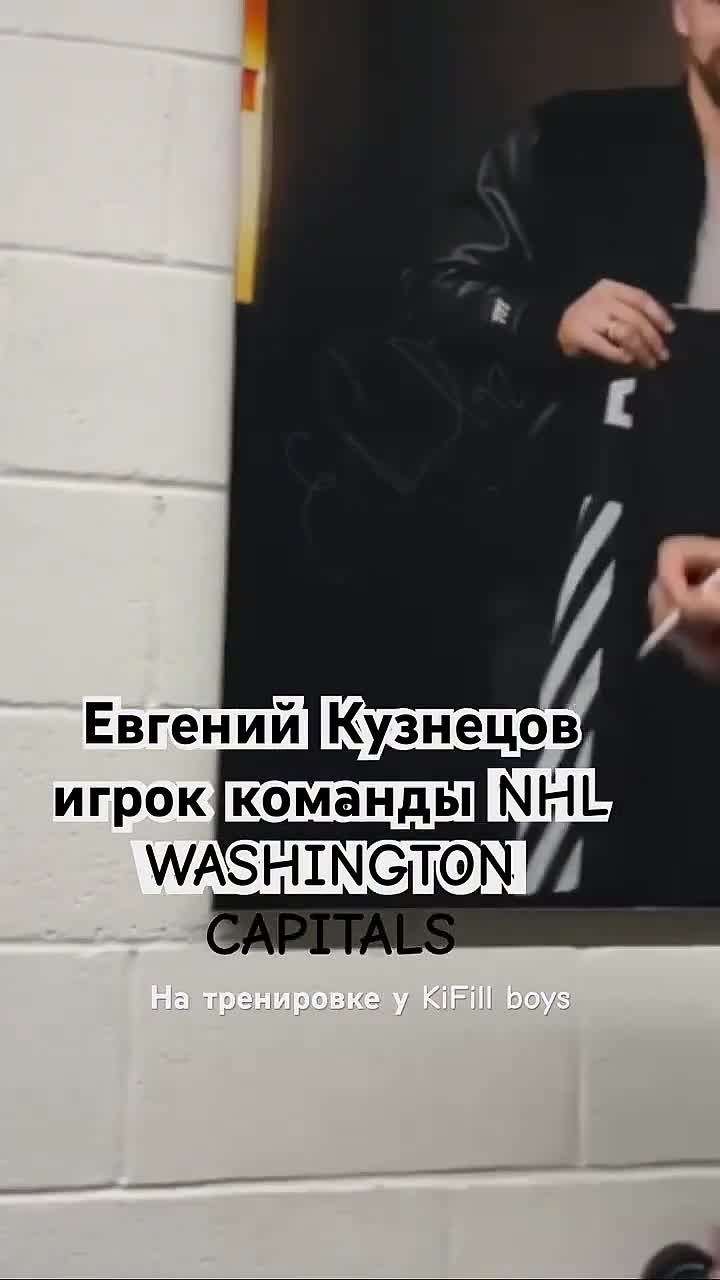 Евгений Кузнецов
игрок команды NHL
WASHINGTON
CAPITALS
На тренировке у KiFill boys